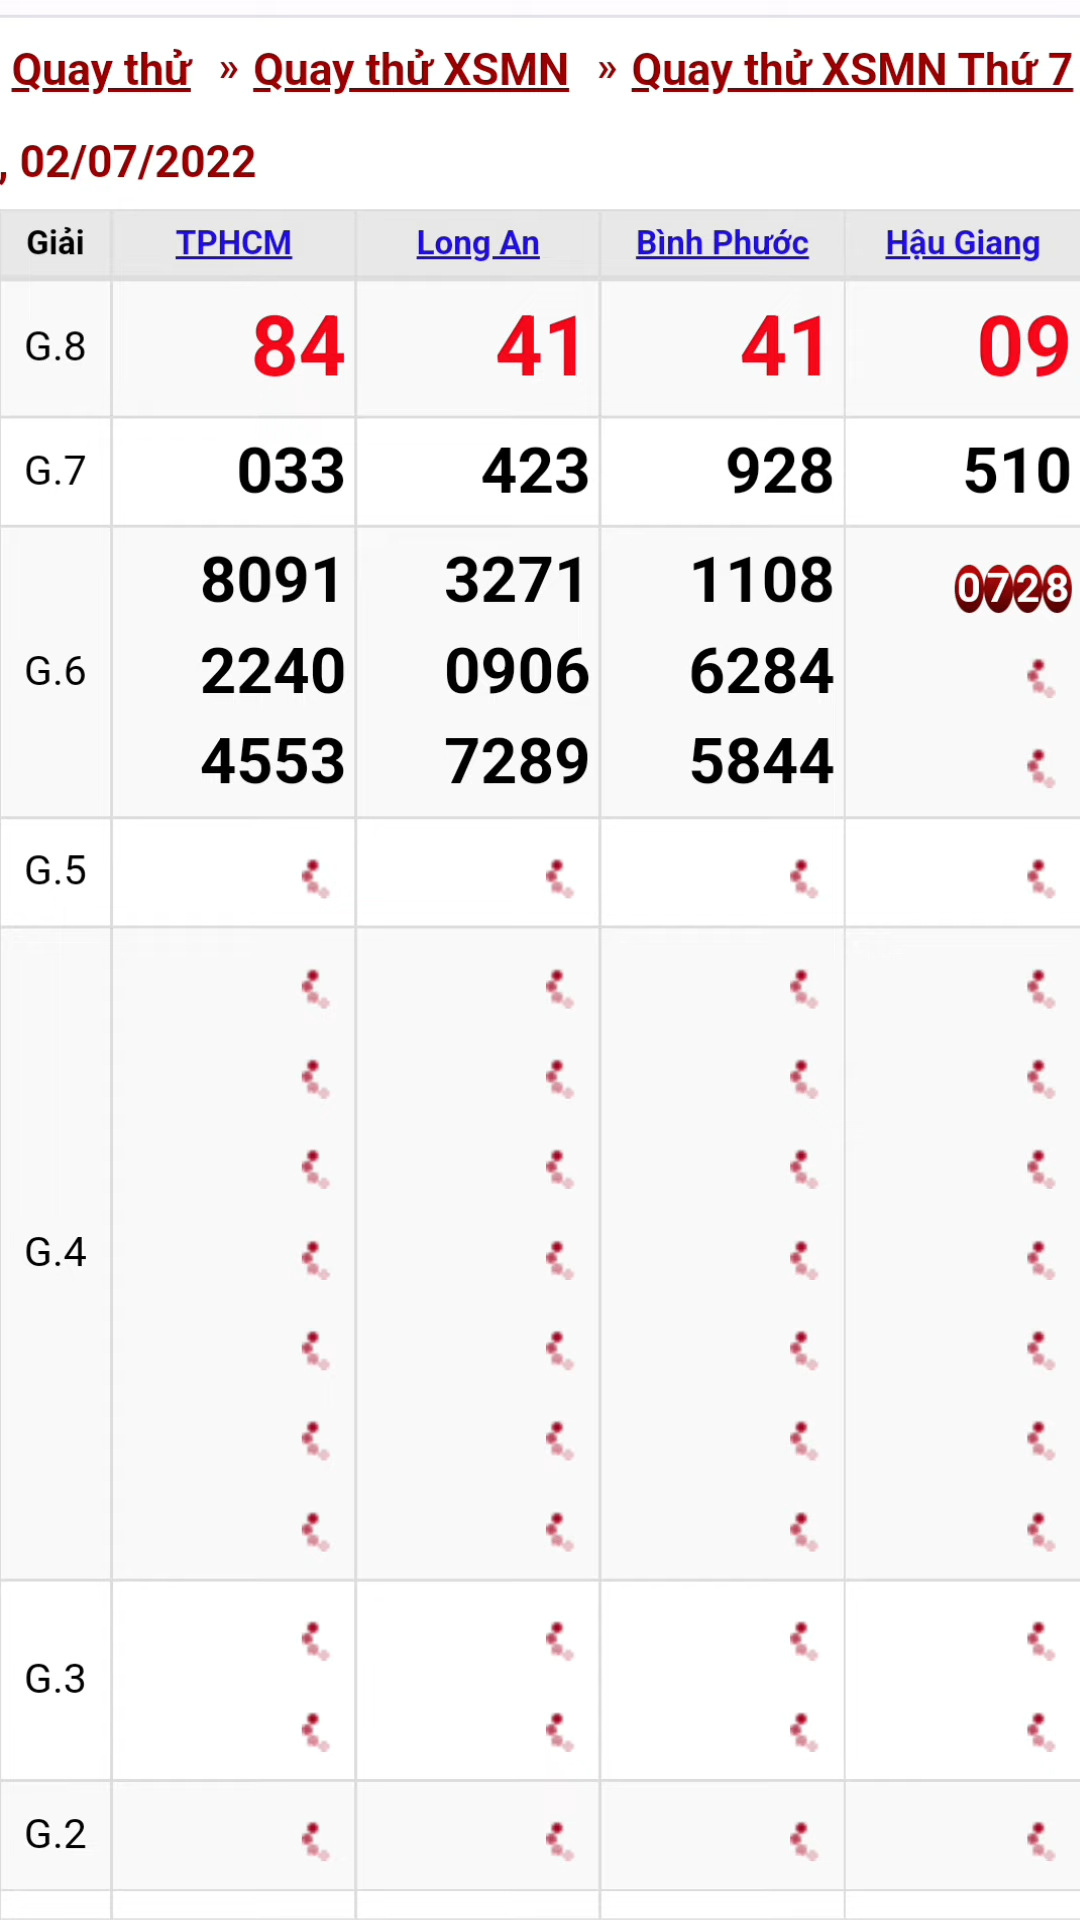 Quay thử » Quay thử XSMN » Quay thử XSMN Thứ 7
, 02/07/2022
Giải TPHCM Long An Bình Phước Hậu Giang
G.8 84 41 41 09
G.7 033 423 928 510
8091 3271 1108 0728
G.6 2240 0906 6284
4553 7289 5844
G.5
G.4
G.3
G.2